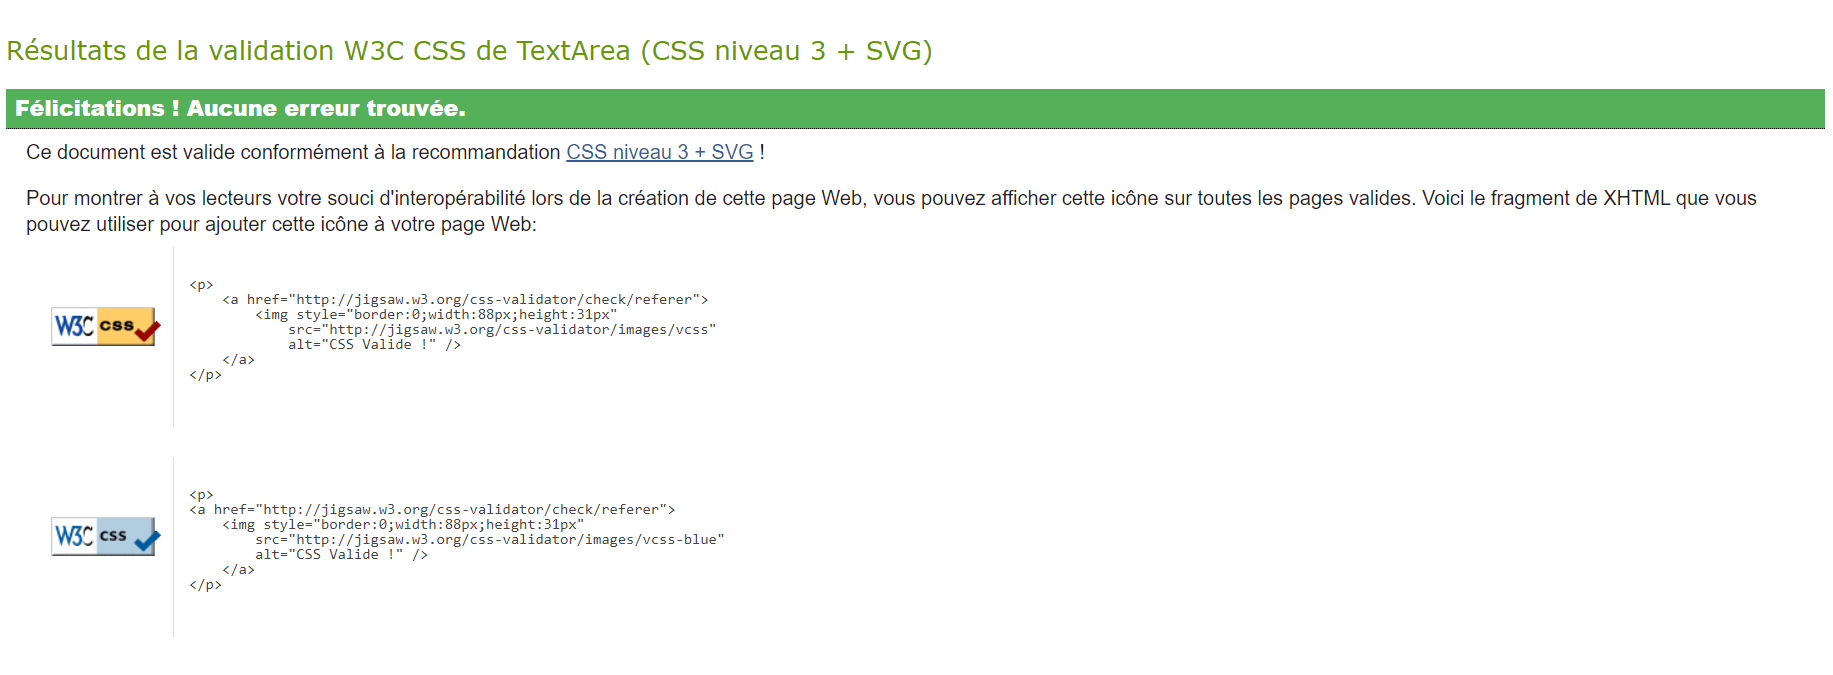 Résultats de la validation W3C CSS de TextArea (CSS niveau 3 + SVG)
Félicitations ! Aucune erreur trouvée.
Ce document est valide conformément à la recommandation CSS niveau 3 + SVG !
Pour montrer à vos lecteurs votre souci d'interopérabilité lors de la création de cette page Web, vous pouvez afficher cette icône sur toutes les pages valides. Voici le fragment de XHTML que vous
pouvez utiliser pour ajouter cette icône à votre page Web:
W3C css
<p>
    <a href="http://jigsaw.w3.org/css-validator/check/referer">
        <img style="border:0;width:88px;height:31px"
            src="http://jigsaw.w3.org/css-validator/images/vcss"
            alt="CSS Valide !" />
    </a>
</p>
W3C css
<p>
<a href="http://jigsaw.w3.org/css-validator/check/referer">
    <img style="border:0;width:88px;height:31px"
        src="http://jigsaw.w3.org/css-validator/images/vcss-blue"
        alt="CSS Valide !" />
    </a>
</p>